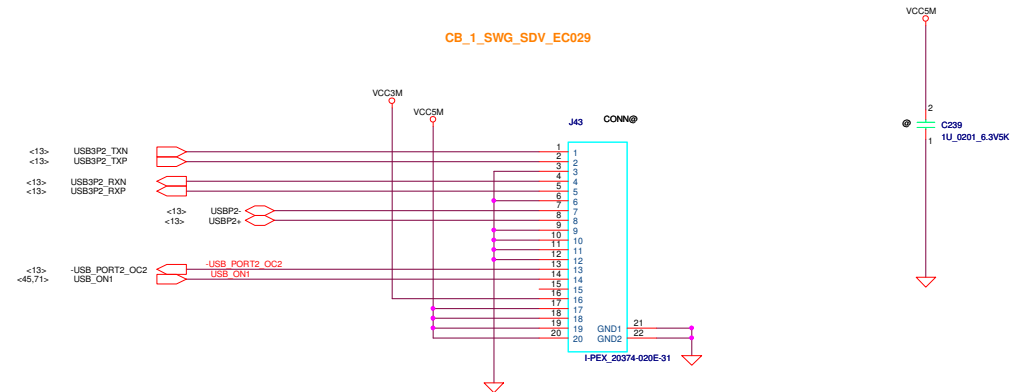 VCC5M
CB_1_SWG_SDV_EC029
VCC3M
VCC5M
2
@
C239
1U_0201_6.3V5K
1
J43
CONN@
<13> USB3P2_TXN 1 1
<13> USB3P2_TXP 2 2
3 3
<13> USB3P2_RXN 4 4
<13> USB3P2_RXP 5 5
6 6
<13> USBP2- 7 7
<13> USBP2+ 8 8
9 9
10 10
11 11
12 12
<13> -USB_PORT2_OC2 -USB_PORT2_OC2 13 13
<45,71> USB_ON1 USB_ON1 14 14
15 15
16 16
17 17
18 18
19 19 GND1 21
20 20 GND2 22
I-PEX_20374-020E-31